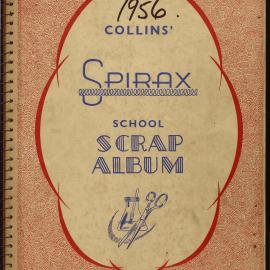 1956.
COLLINS'
SPIRAX
SCHOOL
SCRAP
ALBUM